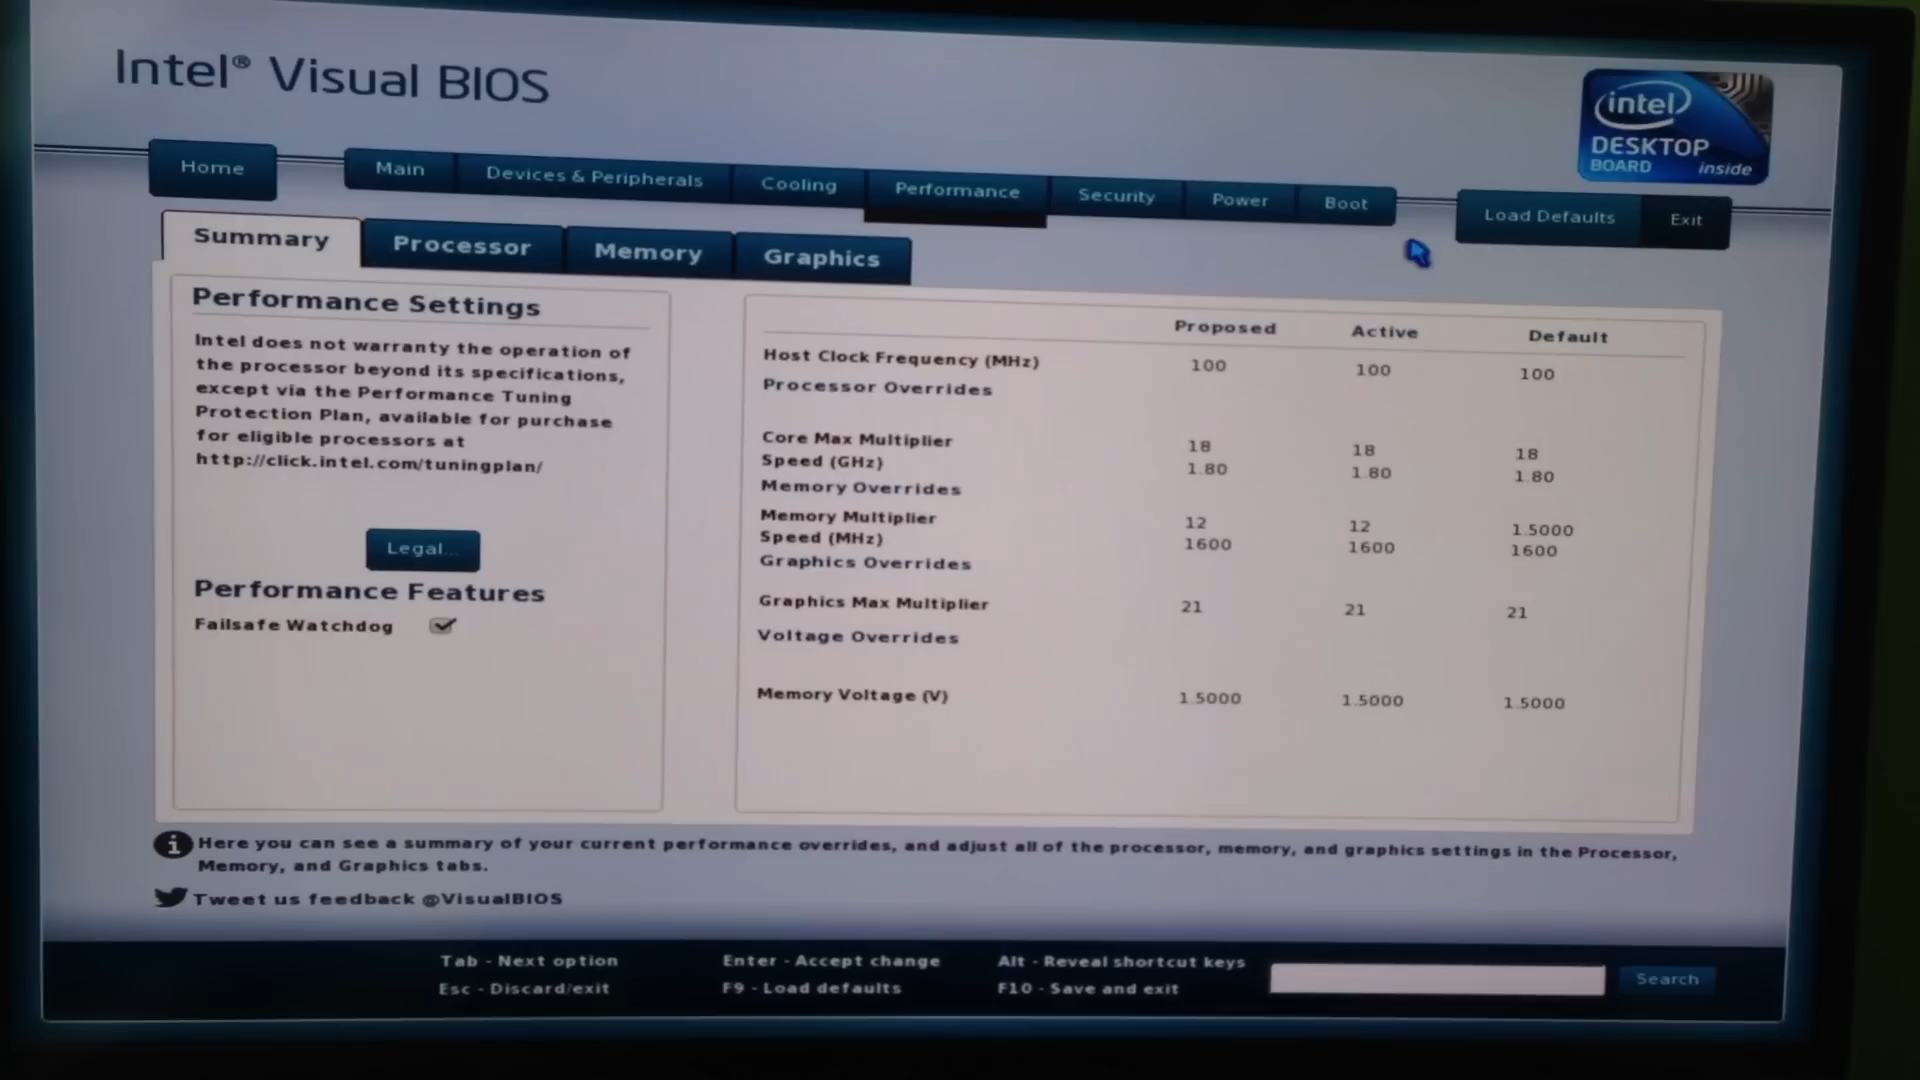 Intel® Visual BIOS
intel
DESKTOP
BOARD inside
Home Main Devices & Peripherals Cooling Performance Security Power Boot Load Defaults Exit
Summary Processor Memory Graphics
Performance Settings
Intel does not warranty the operation of
the processor beyond its specifications,
except via the Performance Tuning
Protection Plan, available for purchase
for eligible processors at
http://click.intel.com/tuningplan/
Legal...
Performance Features
Failsafe Watchdog
Proposed Active Default
Host Clock Frequency (MHz) 100 100 100
Processor Overrides
Core Max Multiplier 18 18 18
Speed (GHz) 1.80 1.80 1.80
Memory Overrides
Memory Multiplier 12 12 1.5000
Speed (MHz) 1600 1600 1600
Graphics Overrides
Graphics Max Multiplier 21 21 21
Voltage Overrides
Memory Voltage (V) 1.5000 1.5000 1.5000
Here you can see a summary of your current performance overrides, and adjust all of the processor, memory, and graphics settings in the Processor,
Memory, and Graphics tabs.
Tweet us feedback @VisualBIOS
Tab - Next option Enter - Accept change Alt - Reveal shortcut keys
Esc - Discard/exit F9 - Load defaults F10 - Save and exit
Search